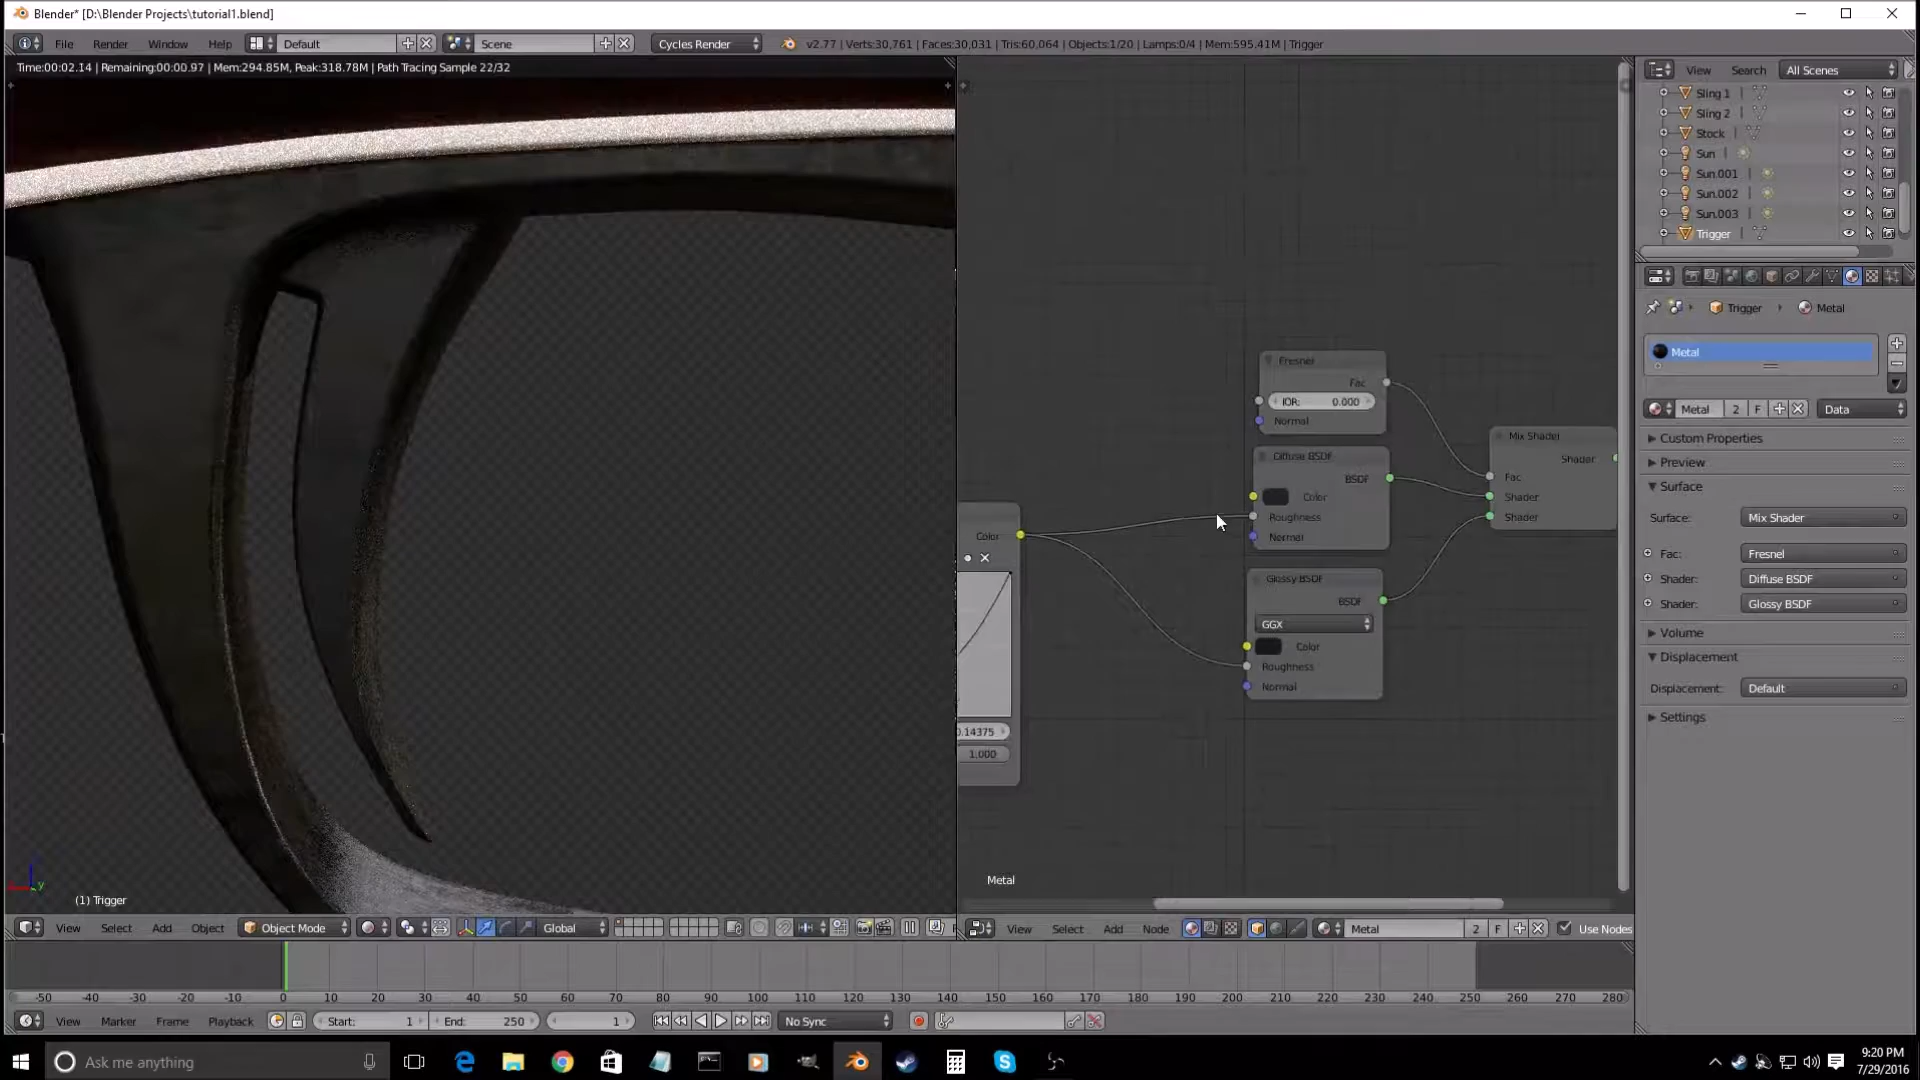 Blender* [D:\Blender Projects\tutorial1.blend]
File Render Window Help Default Scene Cycles Render v2.77 | Verts:30,761 | Faces:30,031 | Tris:60,064 | Objects:1/20 | Lamps:0/4 | Mem:595.41M | Trigger
Time:00:02.14 | Remaining:00:00.97 | Mem:294.85M, Peak:318.78M | Path Tracing Sample 22/32
View Search All Scenes
Sling 1
Sling 2
Stock
Sun
Sun.001
Sun.002
Sun.003
Trigger
Trigger Metal
Metal
Metal 2 F Data
Custom Properties
Preview
Surface
Surface: Mix Shader
Fac: Fresnel
Shader: Diffuse BSDF
Shader: Glossy BSDF
Volume
Displacement
Displacement: Default
Settings
Fresnel
Fac
IOR: 0.000
Normal
Diffuse BSDF
BSDF
Color
Roughness
Normal
Glossy BSDF
BSDF
GGX
Color
Roughness
Normal
Mix Shader
Shader
Fac
Shader
Shader
Color
0.14375
1.000
Metal
(1) Trigger
View Select Add Object Object Mode Global
View Select Add Node Metal 2 F Use Nodes
-50 -40 -30 -20 -10 0 10 20 30 40 50 60 70 80 90 100 110 120 130 140 150 160 170 180 190 200 210 220 230 240 250 260 270 280
View Marker Frame Playback Start: 1 End: 250 1 No Sync
Ask me anything
9:20 PM
7/29/2016